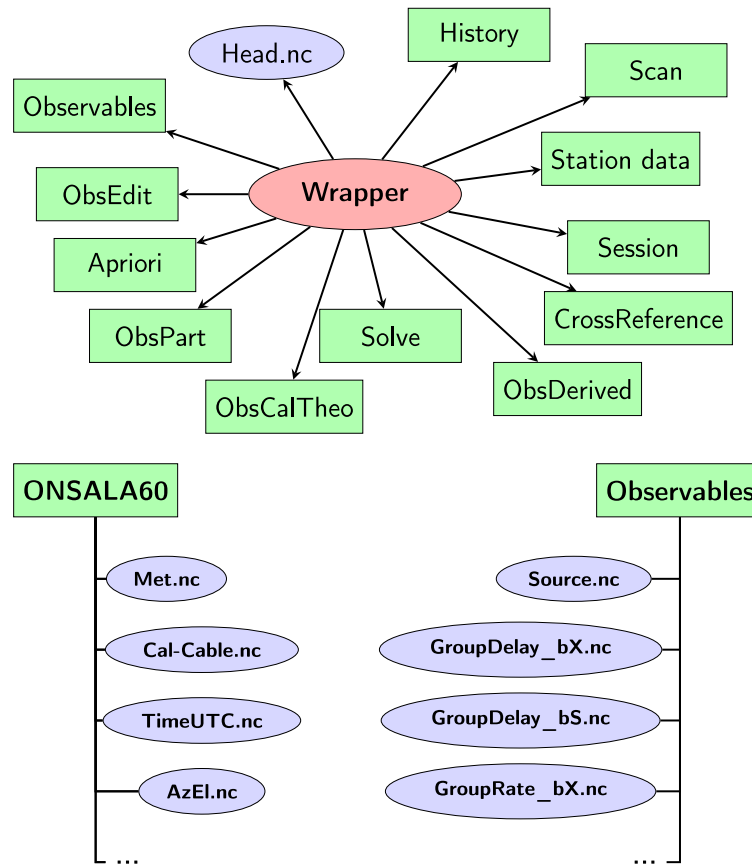 History
Head.nc
Scan
Observables
Station data
Wrapper
ObsEdit
Session
Apriori
CrossReference
ObsPart
Solve
ObsDerived
ObsCalTheo
ONSALA60
Met.nc
Cal-Cable.nc
TimeUTC.nc
AzEl.nc
...
Observables
Source.nc
GroupDelay_bX.nc
GroupDelay_bS.nc
GroupRate_bX.nc
...